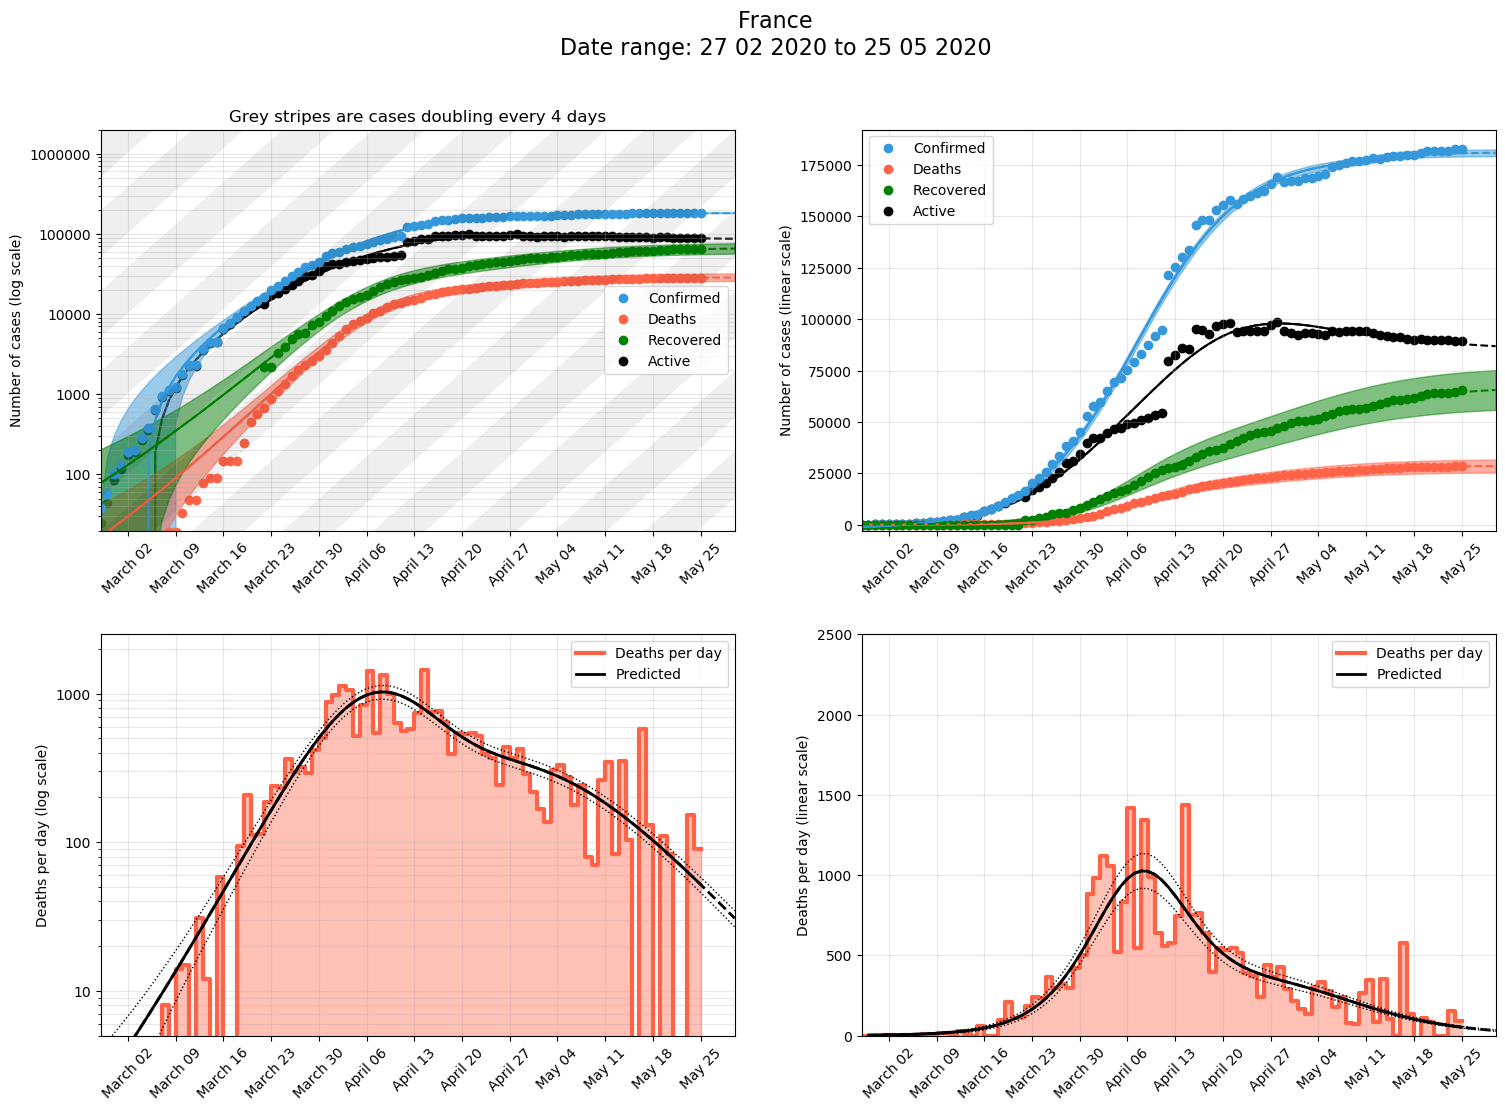 France
Date range: 27 02 2020 to 25 05 2020
Grey stripes are cases doubling every 4 days
Number of cases (log scale)
1000000
100000
10000
1000
100
Confirmed
Deaths
Recovered
Active
March 02
March 09
March 16
March 23
March 30
April 06
April 13
April 20
April 27
May 04
May 11
May 18
May 25
Number of cases (linear scale)
175000
150000
125000
100000
75000
50000
25000
0
Confirmed
Deaths
Recovered
Active
March 02
March 09
March 16
March 23
March 30
April 06
April 13
April 20
April 27
May 04
May 11
May 18
May 25
Deaths per day (log scale)
1000
100
10
Deaths per day
Predicted
March 02
March 09
March 16
March 23
March 30
April 06
April 13
April 20
April 27
May 04
May 11
May 18
May 25
Deaths per day (linear scale)
2500
2000
1500
1000
500
0
Deaths per day
Predicted
March 02
March 09
March 16
March 23
March 30
April 06
April 13
April 20
April 27
May 04
May 11
May 18
May 25